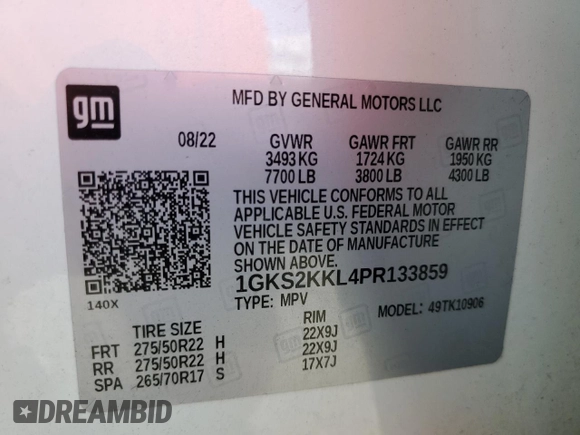 gm
MFD BY GENERAL MOTORS LLC
08/22
GVWR GAWR FRT GAWR RR
3493 KG 1724 KG 1950 KG
7700 LB 3800 LB 4300 LB
THIS VEHICLE CONFORMS TO ALL
APPLICABLE U.S. FEDERAL MOTOR
VEHICLE SAFETY STANDARDS IN EFFECT
ON THE DATE OF MANUFACTURE
SHOWN ABOVE.
1GKS2KKL4PR133859
140X
TYPE: MPV MODEL: 49TK10906
TIRE SIZE RIM
FRT 275/50R22 H 22X9J
RR 275/50R22 H 22X9J
SPA 265/70R17 S 17X7J
DREAMBID